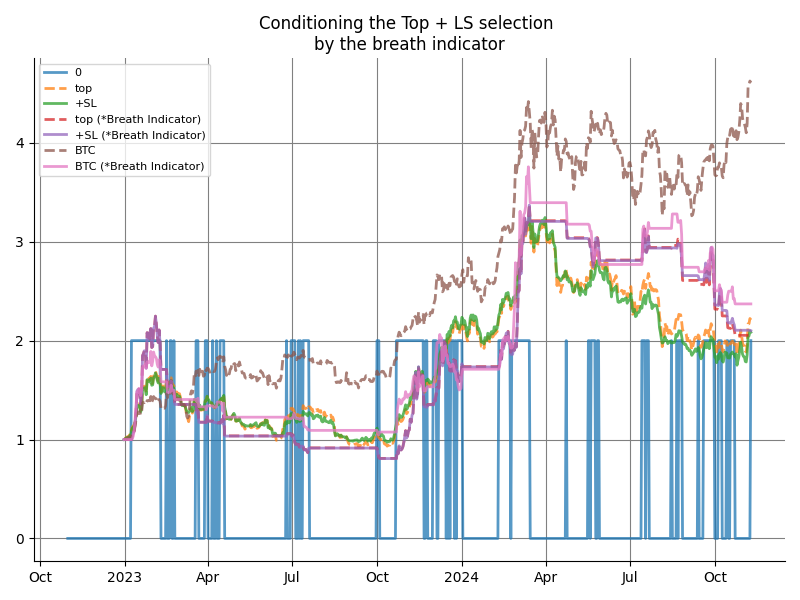 Conditioning the Top + LS selection
by the breath indicator
0
top
+SL
top (*Breath Indicator)
+SL (*Breath Indicator)
BTC
BTC (*Breath Indicator)
4
3
2
1
0
Oct
2023
Apr
Jul
Oct
2024
Apr
Jul
Oct